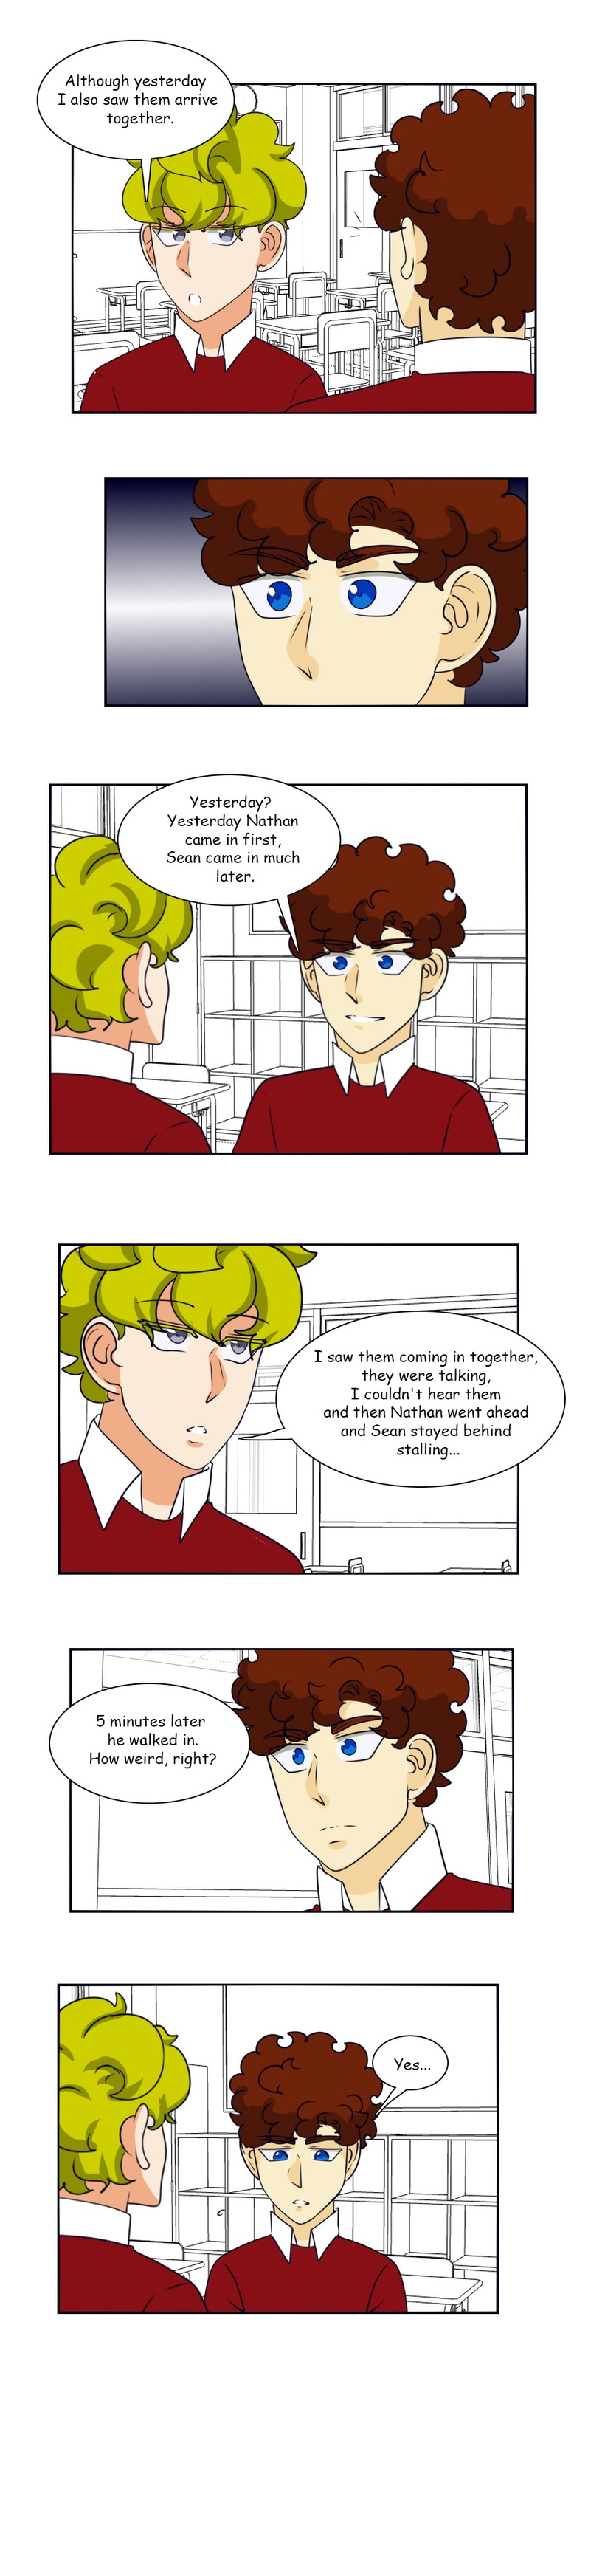 Although yesterday
I also saw them arrive
together.
Yesterday?
Yesterday Nathan
came in first,
Sean came in much
later.
I saw them coming in together,
they were talking,
I couldn't hear them
and then Nathan went ahead
and Sean stayed behind
stalling...
5 minutes later
he walked in.
How weird, right?
Yes...